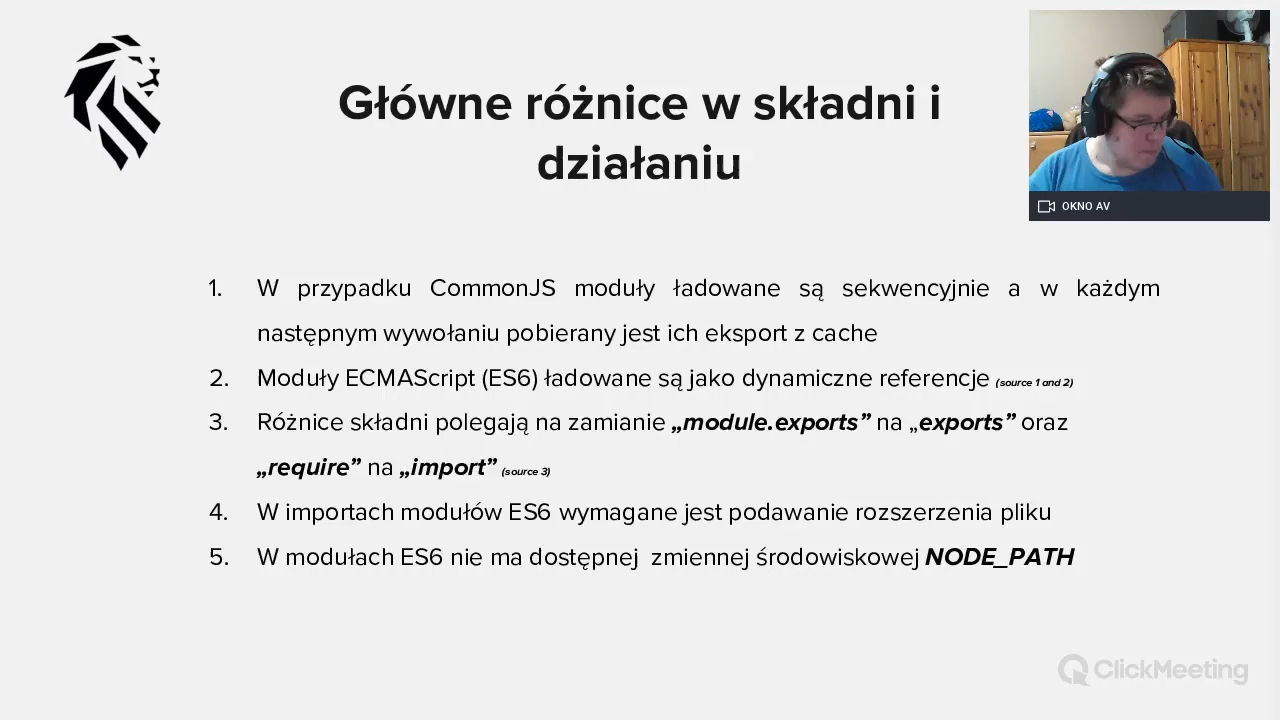 Główne różnice w składni i
działaniu
OKNO AV
1. W przypadku CommonJS moduły ładowane są sekwencyjnie a w każdym
następnym wywołaniu pobierany jest ich eksport z cache
2. Moduły ECMAScript (ES6) ładowane są jako dynamiczne referencje (source 1 and 2)
3. Różnice składni polegają na zamianie „module.exports” na „exports” oraz
„require” na „import” (source 3)
4. W importach modułów ES6 wymagane jest podawanie rozszerzenia pliku
5. W modułach ES6 nie ma dostępnej zmiennej środowiskowej NODE_PATH
ClickMeeting